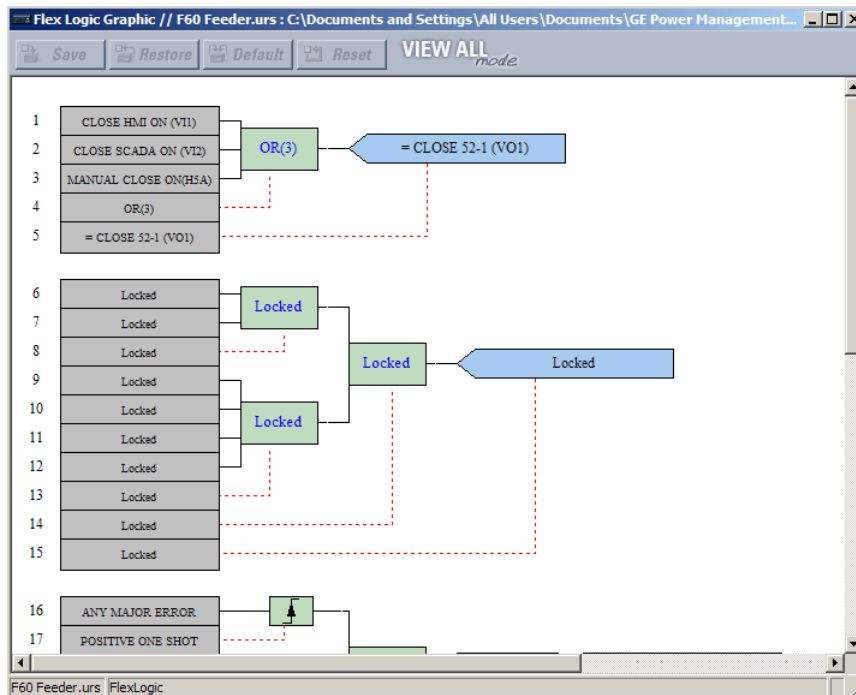 Flex Logic Graphic // F60 Feeder.urs : C:\Documents and Settings\All Users\Documents\GE Power Management...
Save Restore Default Reset VIEW ALL mode
1 CLOSE HMI ON (VI1)
2 CLOSE SCADA ON (VI2) OR(3) = CLOSE 52-1 (VO1)
3 MANUAL CLOSE ON(H5A)
4 OR(3)
5 = CLOSE 52-1 (VO1)
6 Locked
7 Locked Locked
8 Locked
9 Locked Locked Locked
10 Locked
11 Locked Locked
12 Locked
13 Locked
14 Locked
15 Locked
16 ANY MAJOR ERROR
17 POSITIVE ONE SHOT
F60 Feeder.urs FlexLogic